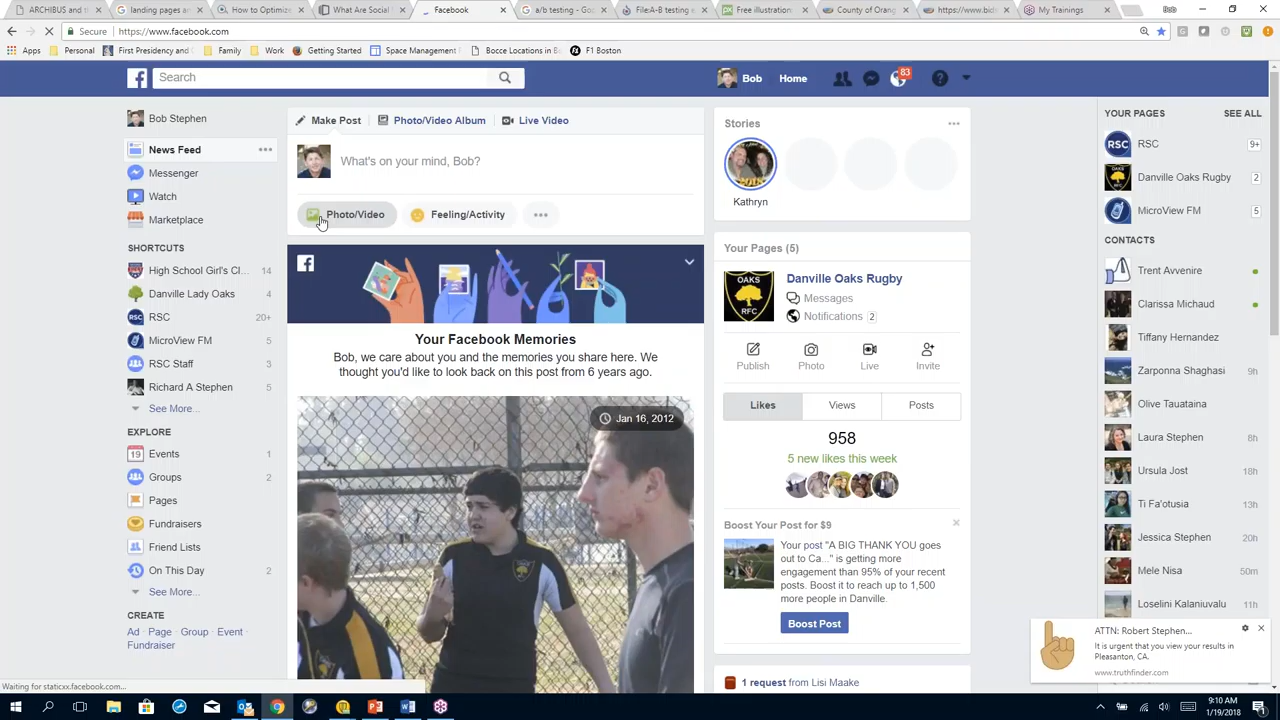 ARCHIBUS and t
landing pages an
How to Optimize
What Are Social
Facebook
a/b testing - Goo
File:A-B testing e
Free illustration
County of Orang
https://www.bids
My Trainings
Bob
Secure
https://www.facebook.com
Apps
Personal
First Presidency and
Family
Work
Getting Started
Space Management
Bocce Locations in B
F1 Boston
Search
Bob
Home
83
Bob Stephen
News Feed
Messenger
Watch
Marketplace
SHORTCUTS
High School Girl's Cl... 14
Danville Lady Oaks 4
RSC 20+
MicroView FM 5
RSC Staff 3
Richard A Stephen 2
See More...
EXPLORE
Events 1
19
Groups 2
Pages
Fundraisers
Friend Lists
On This Day 2
See More...
CREATE
Ad · Page · Group · Event ·
Fundraiser
Make Post
Photo/Video Album
Live Video
What's on your mind, Bob?
Photo/Video
Feeling/Activity
Your Facebook Memories
Bob, we care about you and the memories you share here. We
thought you'd like to look back on this post from 6 years ago.
Jan 16, 2012
Stories
Kathryn
Your Pages (5)
OAKS
RFC
Danville Oaks Rugby
Messages
Notifications 2
Publish
Photo
Live
Invite
Likes
Views
Posts
958
5 new likes this week
Boost Your Post for $9
Your post "A BIG THANK YOU goes
out to Ca..." is getting more
engagement than 95% of your recent
posts. Boost it to reach up to 1,500
more people in Danville.
Boost Post
1 request from Lisi Maake
YOUR PAGES
SEE ALL
RSC
RSC 9+
Danville Oaks Rugby 2
MicroView FM 5
CONTACTS
Trent Avvenire
Clarissa Michaud
Tiffany Hernandez
Zarponna Shaghasi 9h
Olive Tauataina
Laura Stephen 8h
Ursula Jost 18h
Ti Fa'otusia 13h
Jessica Stephen 20h
Mele Nisa 50m
Loselini Kalaniuvalu 11h
ATTN: Robert Stephen...
It is urgent that you view your results in
Pleasanton, CA.
www.truthfinder.com
Waiting for staticxx.facebook.com...
9:10 AM
1/19/2018